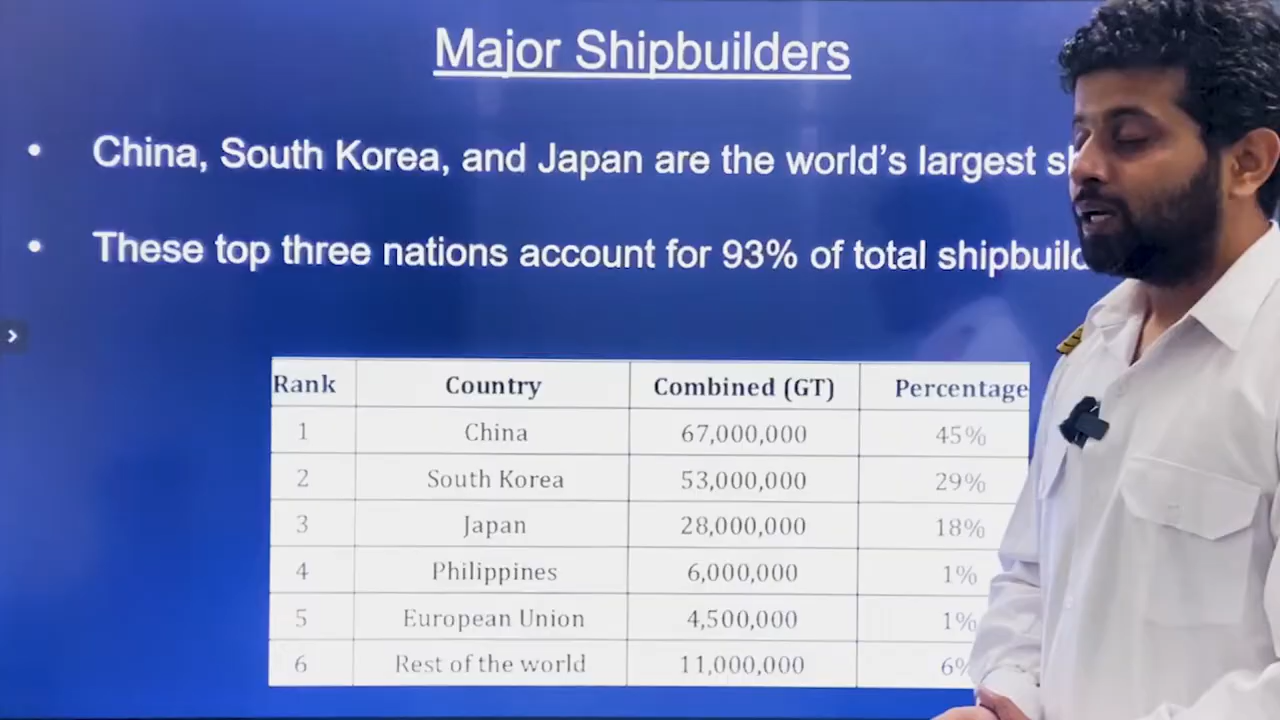 Major Shipbuilders
• China, South Korea, and Japan are the world's largest
• These top three nations account for 93% of total
Rank Country Combined (GT) Percentage
1 China 67,000,000 45%
2 South Korea 53,000,000 29%
3 Japan 28,000,000 18%
4 Philippines 6,000,000 1%
5 European Union 4,500,000 1%
6 Rest of the world 11,000,000 6%